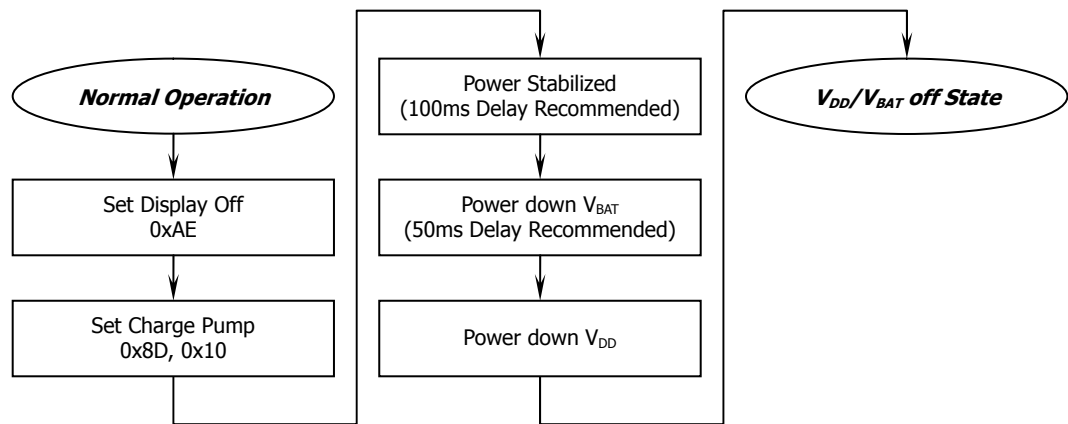 Normal Operation
Set Display Off
0xAE
Set Charge Pump
0x8D, 0x10
Power Stabilized
(100ms Delay Recommended)
Power down VBAT
(50ms Delay Recommended)
Power down VDD
VDD/VBAT off State